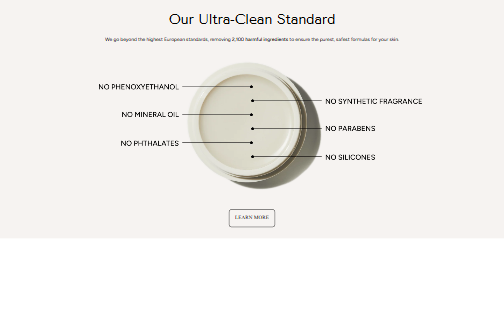 Our Ultra-Clean Standard
We go beyond the highest European standards, removing 2,100 harmful ingredients to ensure the purest, safest formulas for your skin.
NO PHENOXYETHANOL
NO SYNTHETIC FRAGRANCE
NO MINERAL OIL
NO PARABENS
NO PHTHALATES
NO SILICONES
LEARN MORE